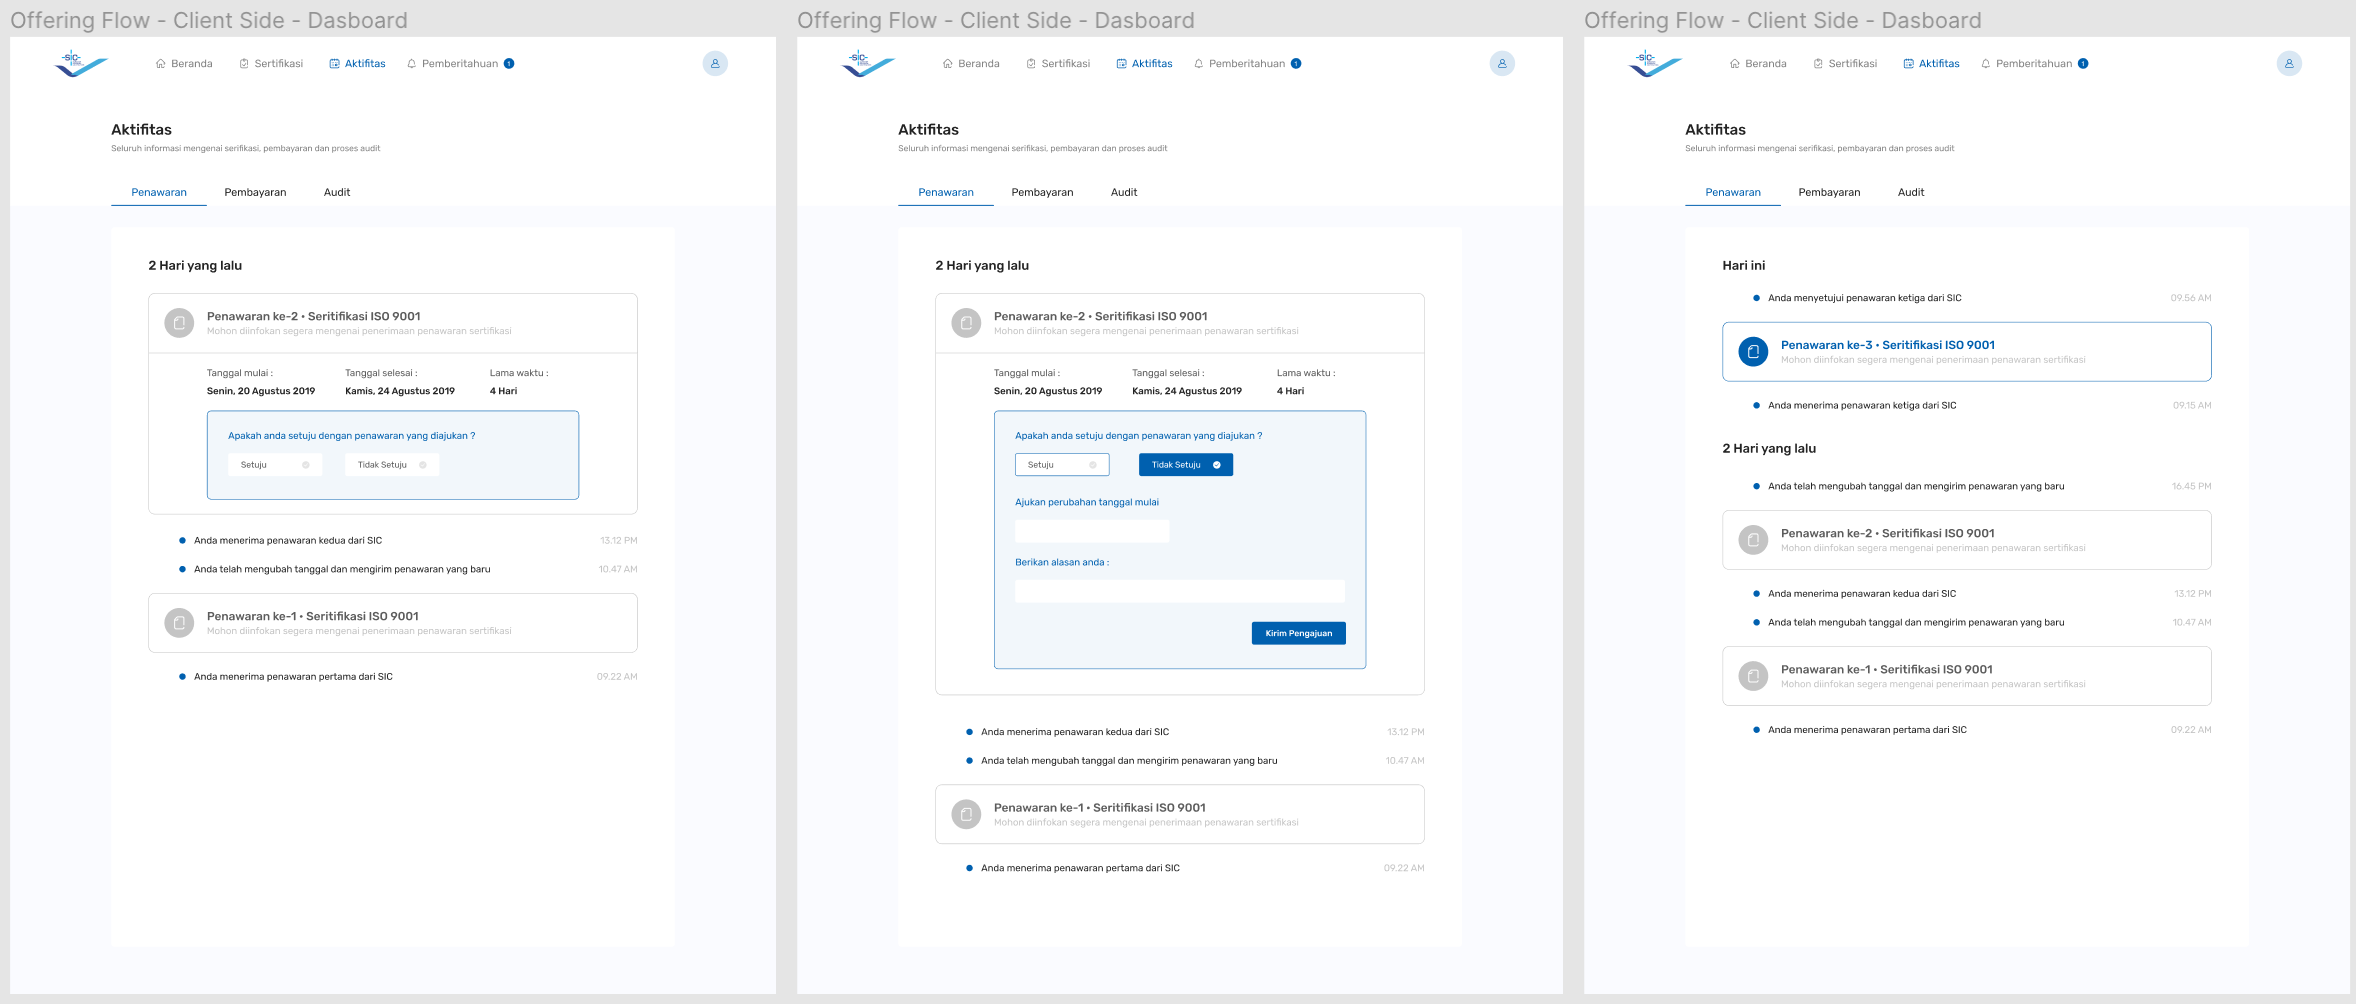 Offering Flow - Client Side - Dasboard
SIC
Beranda
Sertifikasi
Aktifitas
Pemberitahuan
1
Aktifitas
Seluruh informasi mengenai serifikasi, pembayaran dan proses audit
Penawaran
Pembayaran
Audit
2 Hari yang lalu
Penawaran ke-2 • Seritifikasi ISO 9001
Mohon diinfokan segera mengenai penerimaan penawaran sertifikasi
Tanggal mulai :
Tanggal selesai :
Lama waktu :
Senin, 20 Agustus 2019
Kamis, 24 Agustus 2019
4 Hari
Apakah anda setuju dengan penawaran yang diajukan ?
Setuju
Tidak Setuju
Anda menerima penawaran kedua dari SIC
13.12 PM
Anda telah mengubah tanggal dan mengirim penawaran yang baru
10.47 AM
Penawaran ke-1 • Seritifikasi ISO 9001
Mohon diinfokan segera mengenai penerimaan penawaran sertifikasi
Anda menerima penawaran pertama dari SIC
09.22 AM
Offering Flow - Client Side - Dasboard
SIC
Beranda
Sertifikasi
Aktifitas
Pemberitahuan
1
Aktifitas
Seluruh informasi mengenai serifikasi, pembayaran dan proses audit
Penawaran
Pembayaran
Audit
2 Hari yang lalu
Penawaran ke-2 • Seritifikasi ISO 9001
Mohon diinfokan segera mengenai penerimaan penawaran sertifikasi
Tanggal mulai :
Tanggal selesai :
Lama waktu :
Senin, 20 Agustus 2019
Kamis, 24 Agustus 2019
4 Hari
Apakah anda setuju dengan penawaran yang diajukan ?
Setuju
Tidak Setuju
Ajukan perubahan tanggal mulai
Berikan alasan anda :
Kirim Pengajuan
Anda menerima penawaran kedua dari SIC
13.12 PM
Anda telah mengubah tanggal dan mengirim penawaran yang baru
10.47 AM
Penawaran ke-1 • Seritifikasi ISO 9001
Mohon diinfokan segera mengenai penerimaan penawaran sertifikasi
Anda menerima penawaran pertama dari SIC
09.22 AM
Offering Flow - Client Side - Dasboard
SIC
Beranda
Sertifikasi
Aktifitas
Pemberitahuan
1
Aktifitas
Seluruh informasi mengenai serifikasi, pembayaran dan proses audit
Penawaran
Pembayaran
Audit
Hari ini
Anda menyetujui penawaran ketiga dari SIC
09.56 AM
Penawaran ke-3 • Seritifikasi ISO 9001
Mohon diinfokan segera mengenai penerimaan penawaran sertifikasi
Anda menerima penawaran ketiga dari SIC
09.15 AM
2 Hari yang lalu
Anda telah mengubah tanggal dan mengirim penawaran yang baru
16.45 PM
Penawaran ke-2 • Seritifikasi ISO 9001
Mohon diinfokan segera mengenai penerimaan penawaran sertifikasi
Anda menerima penawaran kedua dari SIC
13.12 PM
Anda telah mengubah tanggal dan mengirim penawaran yang baru
10.47 AM
Penawaran ke-1 • Seritifikasi ISO 9001
Mohon diinfokan segera mengenai penerimaan penawaran sertifikasi
Anda menerima penawaran pertama dari SIC
09.22 AM